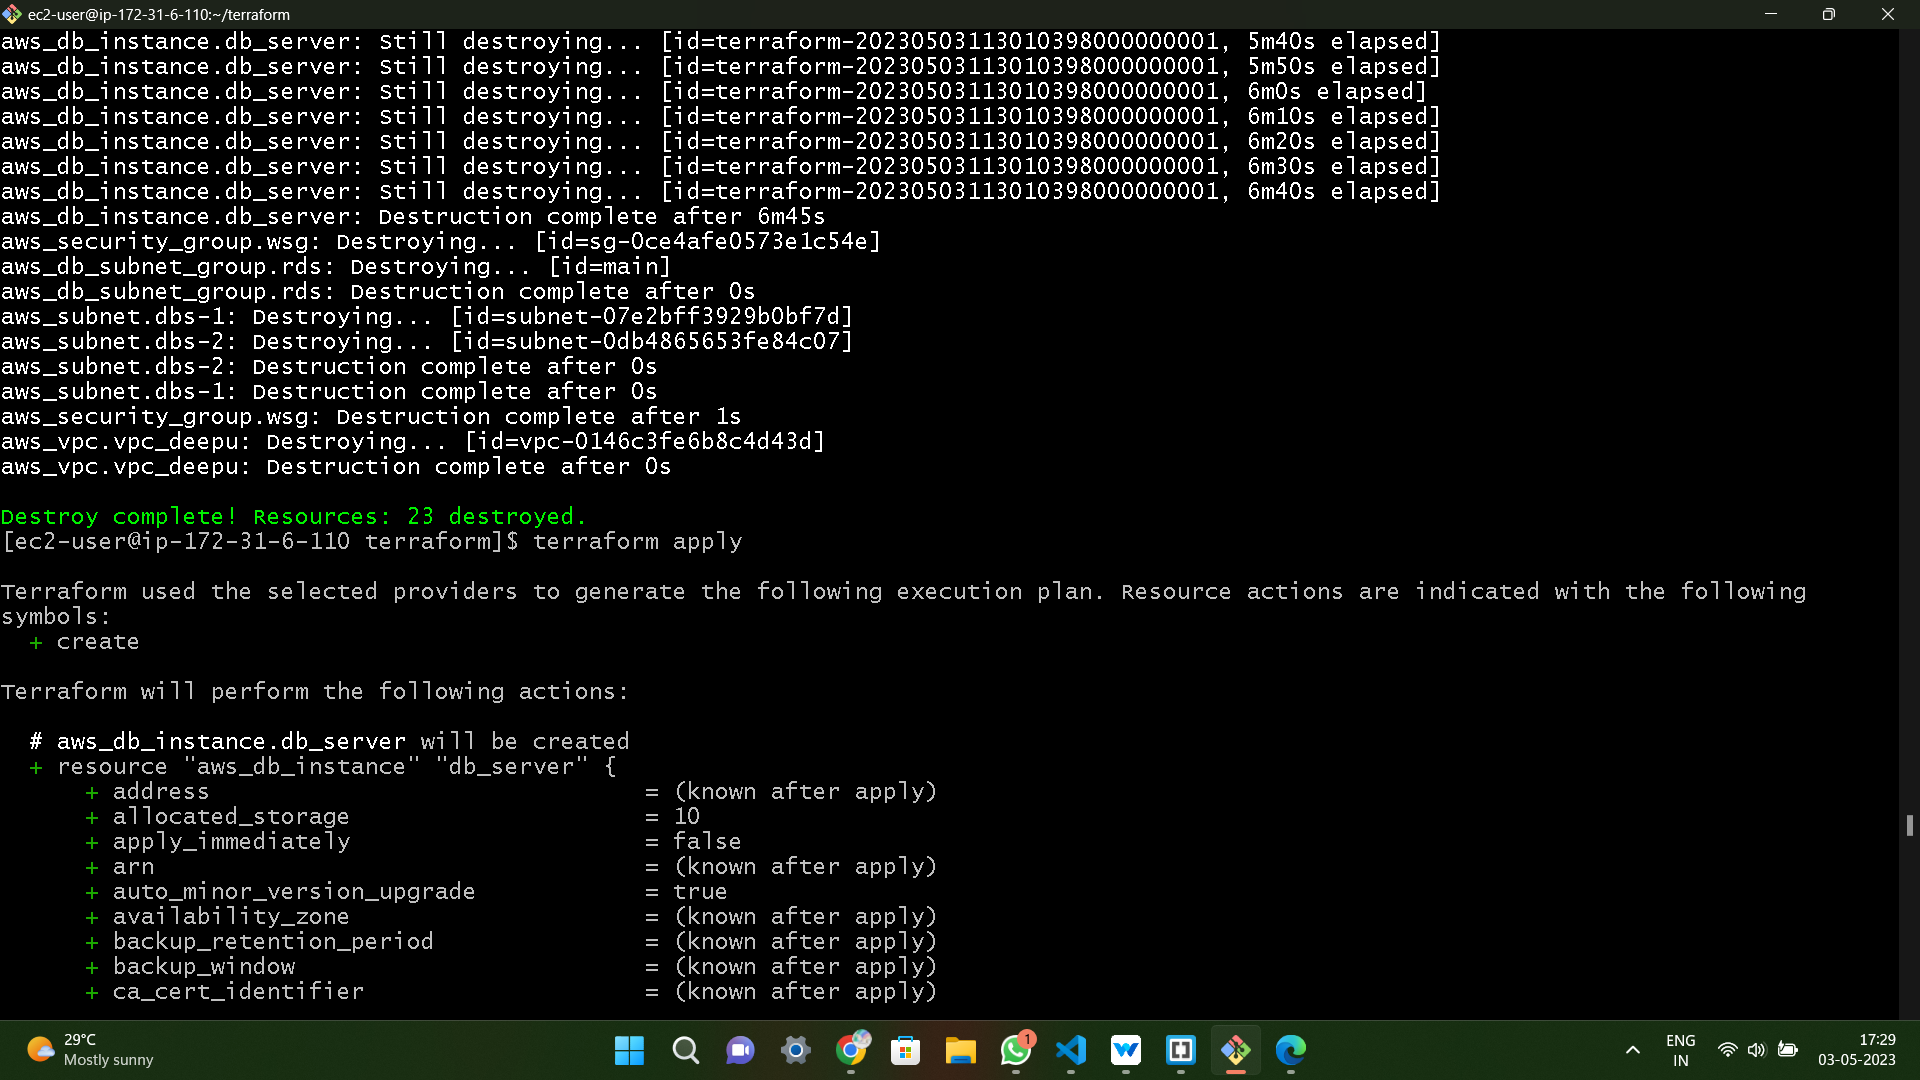 ec2-user@ip-172-31-6-110:~/terraform
aws_db_instance.db_server: Still destroying... [id=terraform-20230503113010398000000001, 5m40s elapsed]
aws_db_instance.db_server: Still destroying... [id=terraform-20230503113010398000000001, 5m50s elapsed]
aws_db_instance.db_server: Still destroying... [id=terraform-20230503113010398000000001, 6m0s elapsed]
aws_db_instance.db_server: Still destroying... [id=terraform-20230503113010398000000001, 6m10s elapsed]
aws_db_instance.db_server: Still destroying... [id=terraform-20230503113010398000000001, 6m20s elapsed]
aws_db_instance.db_server: Still destroying... [id=terraform-20230503113010398000000001, 6m30s elapsed]
aws_db_instance.db_server: Still destroying... [id=terraform-20230503113010398000000001, 6m40s elapsed]
aws_db_instance.db_server: Destruction complete after 6m45s
aws_security_group.wsg: Destroying... [id=sg-0ce4afe0573e1c54e]
aws_db_subnet_group.rds: Destroying... [id=main]
aws_db_subnet_group.rds: Destruction complete after 0s
aws_subnet.dbs-1: Destroying... [id=subnet-07e2bff3929b0bf7d]
aws_subnet.dbs-2: Destroying... [id=subnet-0db4865653fe84c07]
aws_subnet.dbs-2: Destruction complete after 0s
aws_subnet.dbs-1: Destruction complete after 0s
aws_security_group.wsg: Destruction complete after 1s
aws_vpc.vpc_deepu: Destroying... [id=vpc-0146c3fe6b8c4d43d]
aws_vpc.vpc_deepu: Destruction complete after 0s
Destroy complete! Resources: 23 destroyed.
[ec2-user@ip-172-31-6-110 terraform]$ terraform apply
Terraform used the selected providers to generate the following execution plan. Resource actions are indicated with the following
symbols:
+ create
Terraform will perform the following actions:
# aws_db_instance.db_server will be created
+ resource "aws_db_instance" "db_server" {
+ address = (known after apply)
+ allocated_storage = 10
+ apply_immediately = false
+ arn = (known after apply)
+ auto_minor_version_upgrade = true
+ availability_zone = (known after apply)
+ backup_retention_period = (known after apply)
+ backup_window = (known after apply)
+ ca_cert_identifier = (known after apply)
29°C
Mostly sunny
1
ENG
IN
17:29
03-05-2023